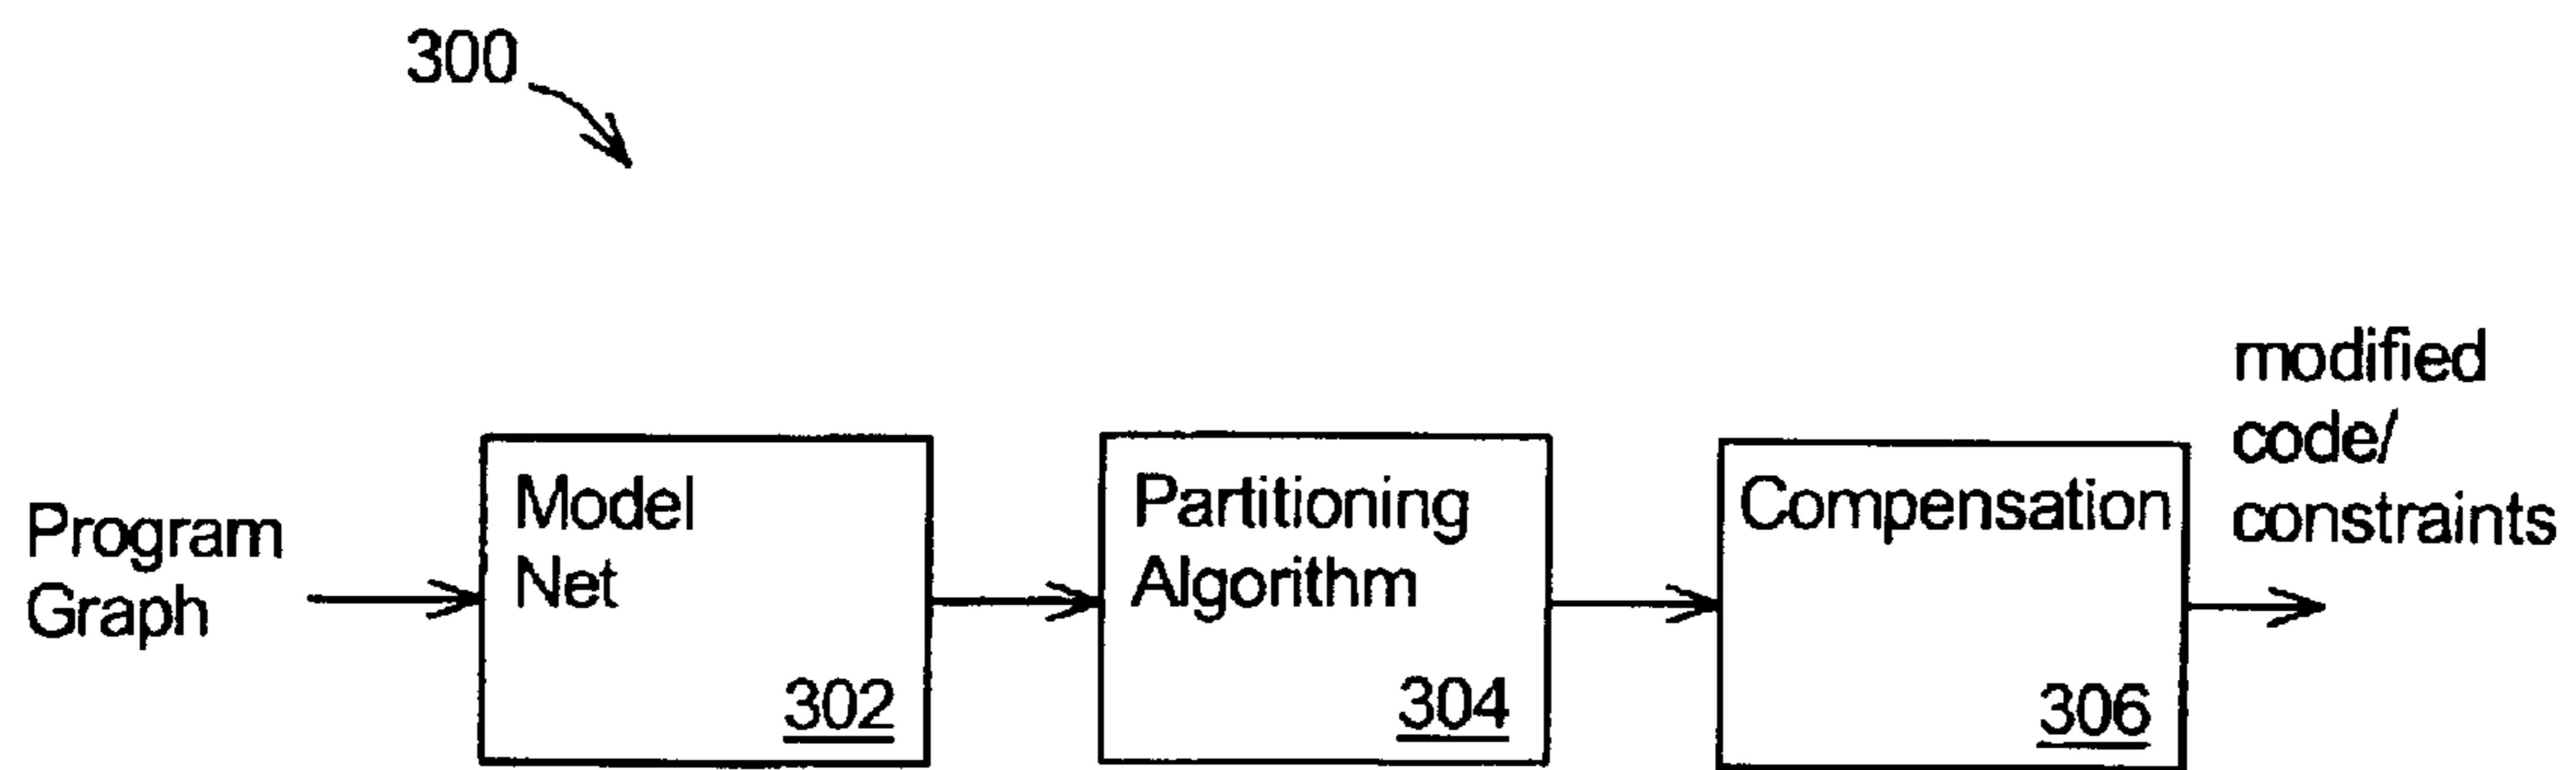 300
Program
Graph
Model
Net
302
Partitioning
Algorithm
304
Compensation
306
modified
code/
constraints